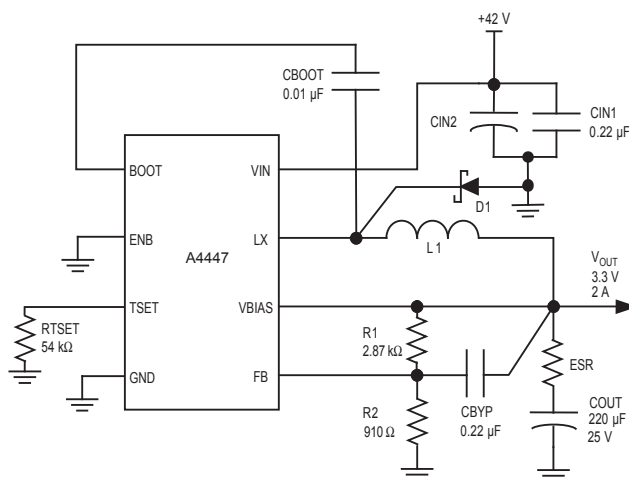 +42 V
CBOOT
0.01 µF
CIN2
CIN1
0.22 µF
BOOT
VIN
D1
ENB
A4447
LX
L1
VOUT
3.3 V
2 A
TSET
VBIAS
RTSET
54 kΩ
R1
2.87 kΩ
ESR
GND
FB
CBYP
0.22 µF
R2
910 Ω
COUT
220 µF
25 V